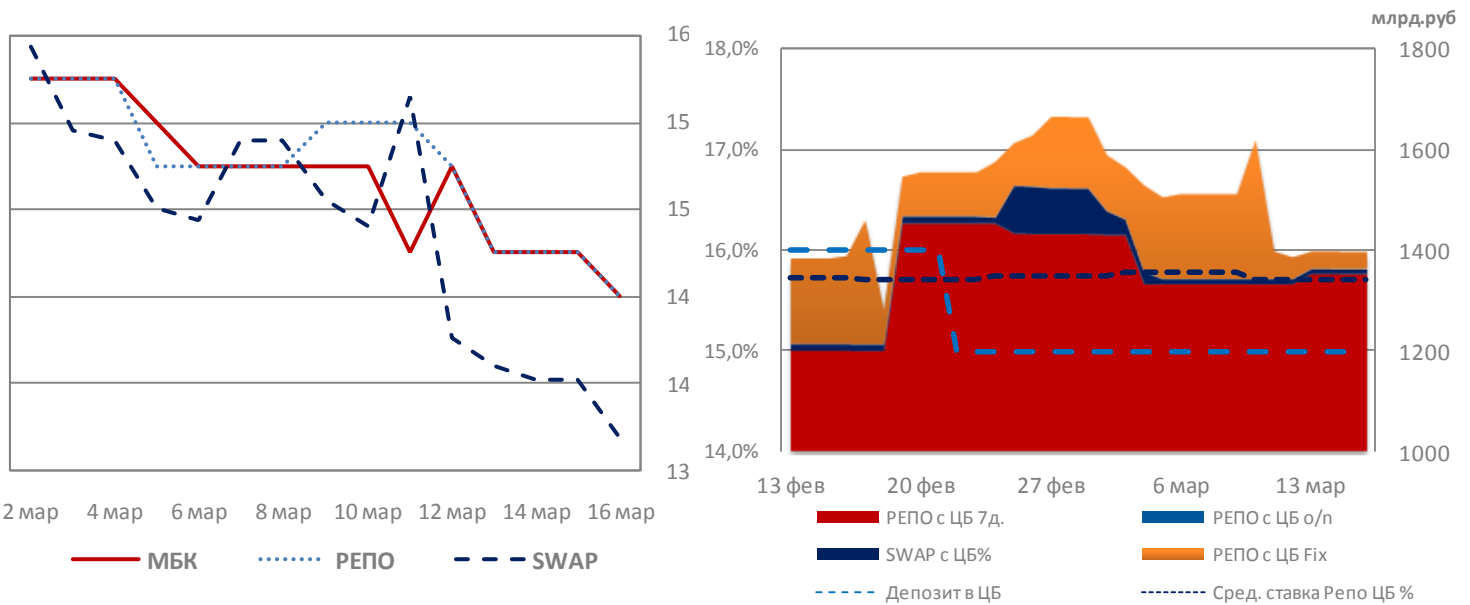 16
15
15
14
14
13
2 мар 4 мар 6 мар 8 мар 10 мар 12 мар 14 мар 16 мар
МБК РЕПО SWAP
млрд.руб
18,0% 1800
17,0% 1600
16,0% 1400
15,0% 1200
14,0% 1000
13 фев 20 фев 27 фев 6 мар 13 мар
РЕПО с ЦБ 7д. РЕПО с ЦБ o/n
SWAP с ЦБ% РЕПО с ЦБ Fix
Депозит в ЦБ Сред. ставка Репо ЦБ %